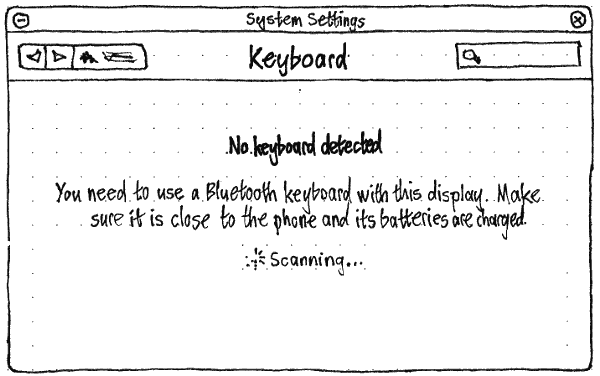 System Settings
Keyboard
No keyboard detected
You need to use a Bluetooth keyboard with this display. Make
sure it is close to the phone and its batteries are charged.
Scanning...